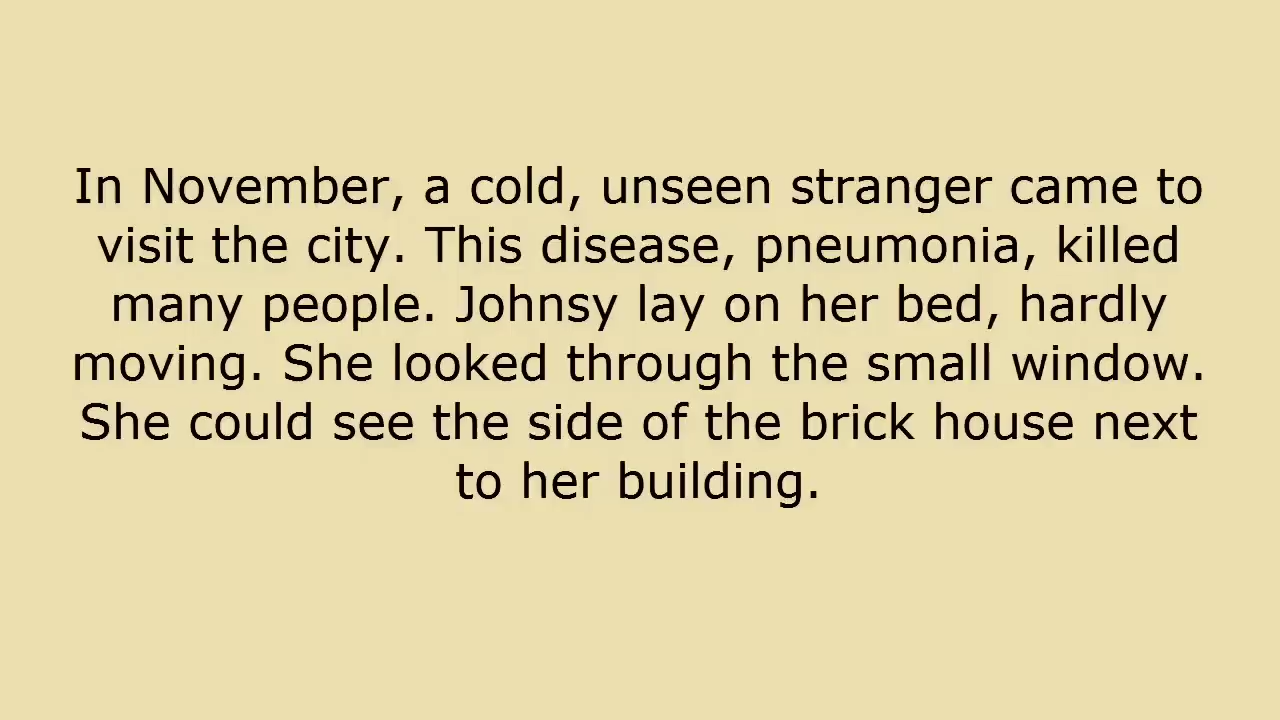 In November, a cold, unseen stranger came to
visit the city. This disease, pneumonia, killed
many people. Johnsy lay on her bed, hardly
moving. She looked through the small window.
She could see the side of the brick house next
to her building.